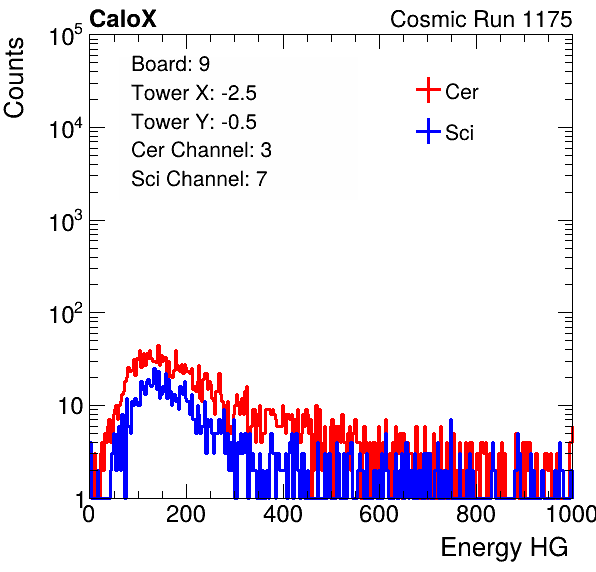 CaloX Cosmic Run 1175
Counts
10^5
10^4
10^3
10^2
10
1
Board: 9
Tower X: -2.5
Tower Y: -0.5
Cer Channel: 3
Sci Channel: 7
Cer
Sci
0 200 400 600 800 1000
Energy HG